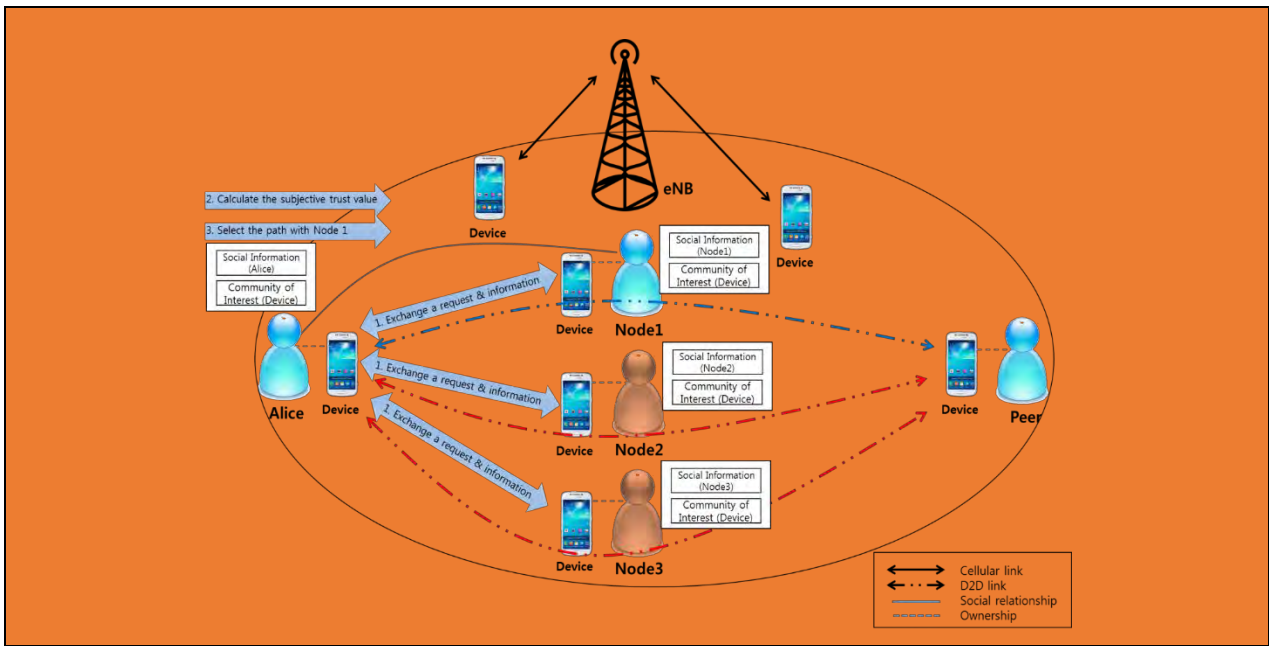 eNB
2. Calculate the subjective trust value
3. Select the path with Node 1
Device
Device
Social Information
(Alice)
Community of
Interest (Device)
Social Information
(Node1)
Community of
Interest (Device)
1. Exchange a request & information
Device
Node1
Alice
Device
1. Exchange a request & information
Social Information
(Node2)
Community of
Interest (Device)
Device
Node2
Device
Peer
1. Exchange a request & information
Social Information
(Node3)
Community of
Interest (Device)
Device
Node3
Cellular link
D2D link
Social relationship
Ownership